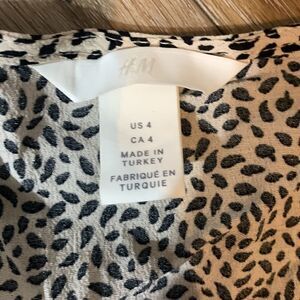 H&M
US 4
CA 4
MADE IN
TURKEY
FABRIQUÉ EN
TURQUIE